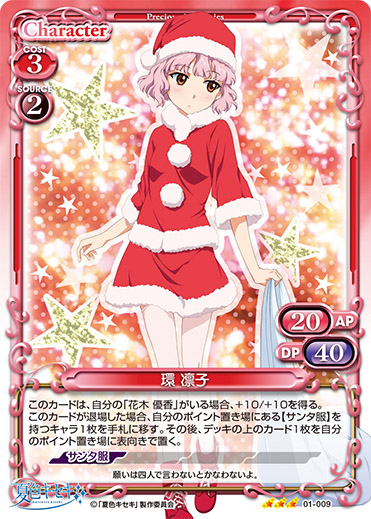 Precious Memories
Character
COST
3
SOURCE
2
20 AP
DP 40
環 凛子
このカードは、自分の「花木 優香」がいる場合、+10/+10を得る。
このカードが退場した場合、自分のポイント置き場にある【サンタ服】を
持つキャラ1枚を手札に移す。その後、デッキの上のカード1枚を自分
のポイント置き場に表向きで置く。
サンタ服
願いは四人で言わないとかなわないよ。
夏色キセキ
©「夏色キセキ」製作委員会
01-009